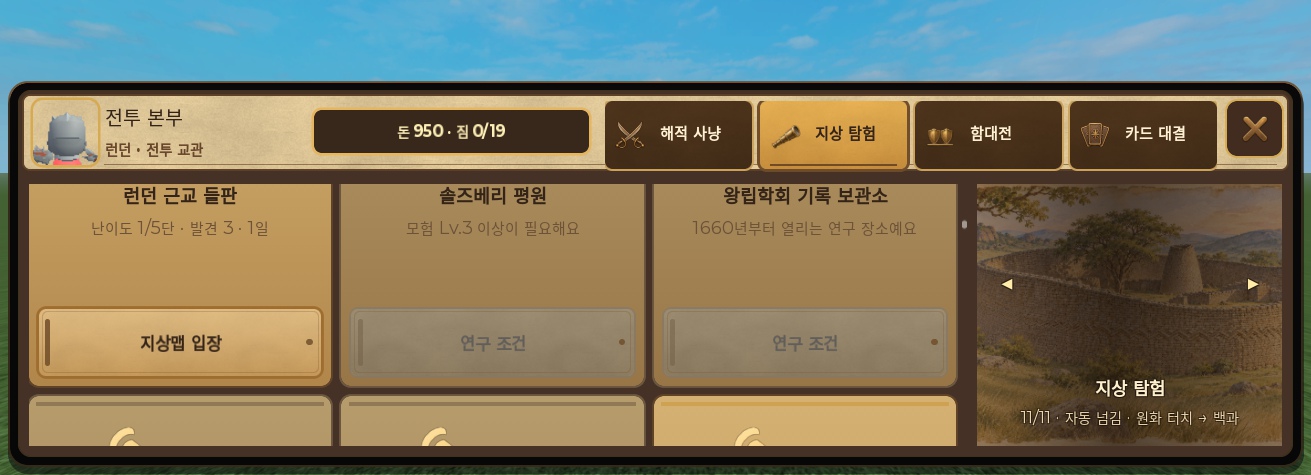 전투 본부
런던 · 전투 교관
돈 950 · 짐 0/19
해적 사냥
지상 탐험
함대전
카드 대결
런던 근교 들판
난이도 1/5단 · 발견 3 · 1일
지상맵 입장
솔즈베리 평원
모험 Lv.3 이상이 필요해요
연구 조건
왕립학회 기록 보관소
1660년부터 열리는 연구 장소예요
연구 조건
지상 탐험
11/11 · 자동 넘김 · 원화 터치 → 백과